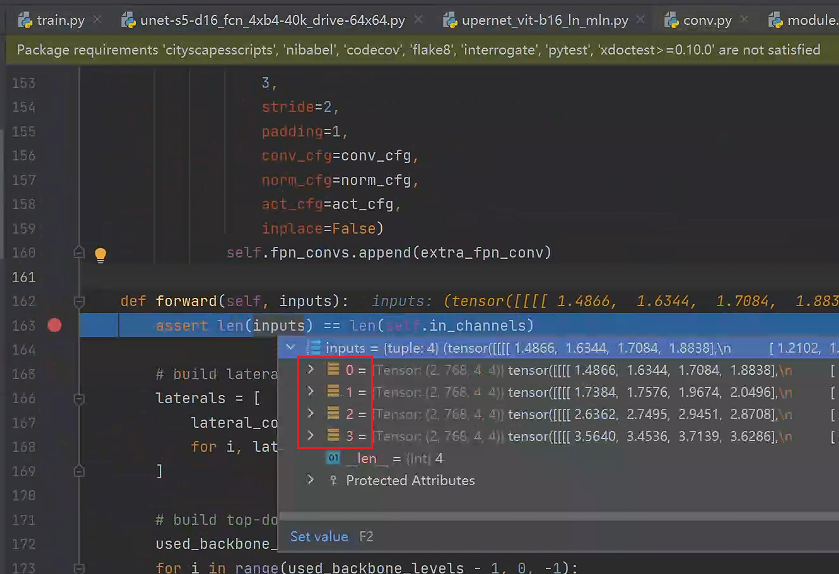 train.py × unet-s5-d16_fcn_4xb4-40k_drive-64x64.py × upernet_vit-b16_ln_mln.py × conv.py × module.
Package requirements 'cityscapesscripts', 'nibabel', 'codecov', 'flake8', 'interrogate', 'pytest', 'xdoctest>=0.10.0' are not satisfied
153 3,
154 stride=2,
155 padding=1,
156 conv_cfg=conv_cfg,
157 norm_cfg=norm_cfg,
158 act_cfg=act_cfg,
159 inplace=False)
160 self.fpn_convs.append(extra_fpn_conv)
161
162 def forward(self, inputs): inputs: (tensor([[[[ 1.4866, 1.6344, 1.7084, 1.883
163 assert len(inputs) == len(self.in_channels)
164 inputs = {tuple: 4} (tensor([[[[ 1.4866, 1.6344, 1.7084, 1.8838],\n [ 1.2102, 1.
165 # build latera 0 = {Tensor: (2, 768, 4, 4)} tensor([[[[ 1.4866, 1.6344, 1.7084, 1.8838],\n [
166 laterals = [ 1 = {Tensor: (2, 768, 4, 4)} tensor([[[[ 1.7384, 1.7576, 1.9674, 2.0496],\n [
167 lateral_co 2 = {Tensor: (2, 768, 4, 4)} tensor([[[[ 2.6362, 2.7495, 2.9451, 2.8708],\n [
168 for i, lat 3 = {Tensor: (2, 768, 4, 4)} tensor([[[[ 3.5640, 3.4536, 3.7139, 3.6286],\n [
169 ] 01 __len__ = {int} 4
170 Protected Attributes
171 # build top-do
172 used_backbone_ Set value F2
173 for i in range(used_backbone_levels - 1, 0, -1):